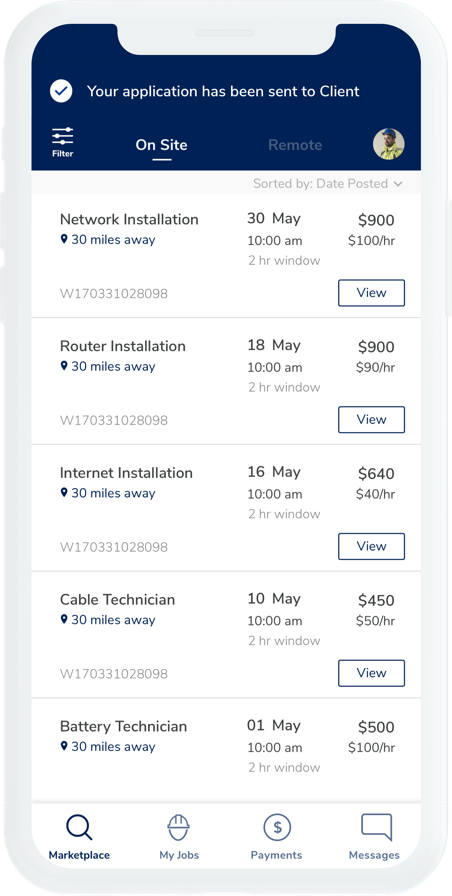 Your application has been sent to Client
Filter
On Site
Remote
Sorted by: Date Posted
Network Installation 30 May $900
30 miles away 10:00 am $100/hr
2 hr window
W170331028098 View
Router Installation 18 May $900
30 miles away 10:00 am $90/hr
2 hr window
W170331028098 View
Internet Installation 16 May $640
30 miles away 10:00 am $40/hr
2 hr window
W170331028098 View
Cable Technician 10 May $450
30 miles away 10:00 am $50/hr
2 hr window
W170331028098 View
Battery Technician 01 May $500
30 miles away 10:00 am $100/hr
2 hr window
$
Marketplace My Jobs Payments Messages